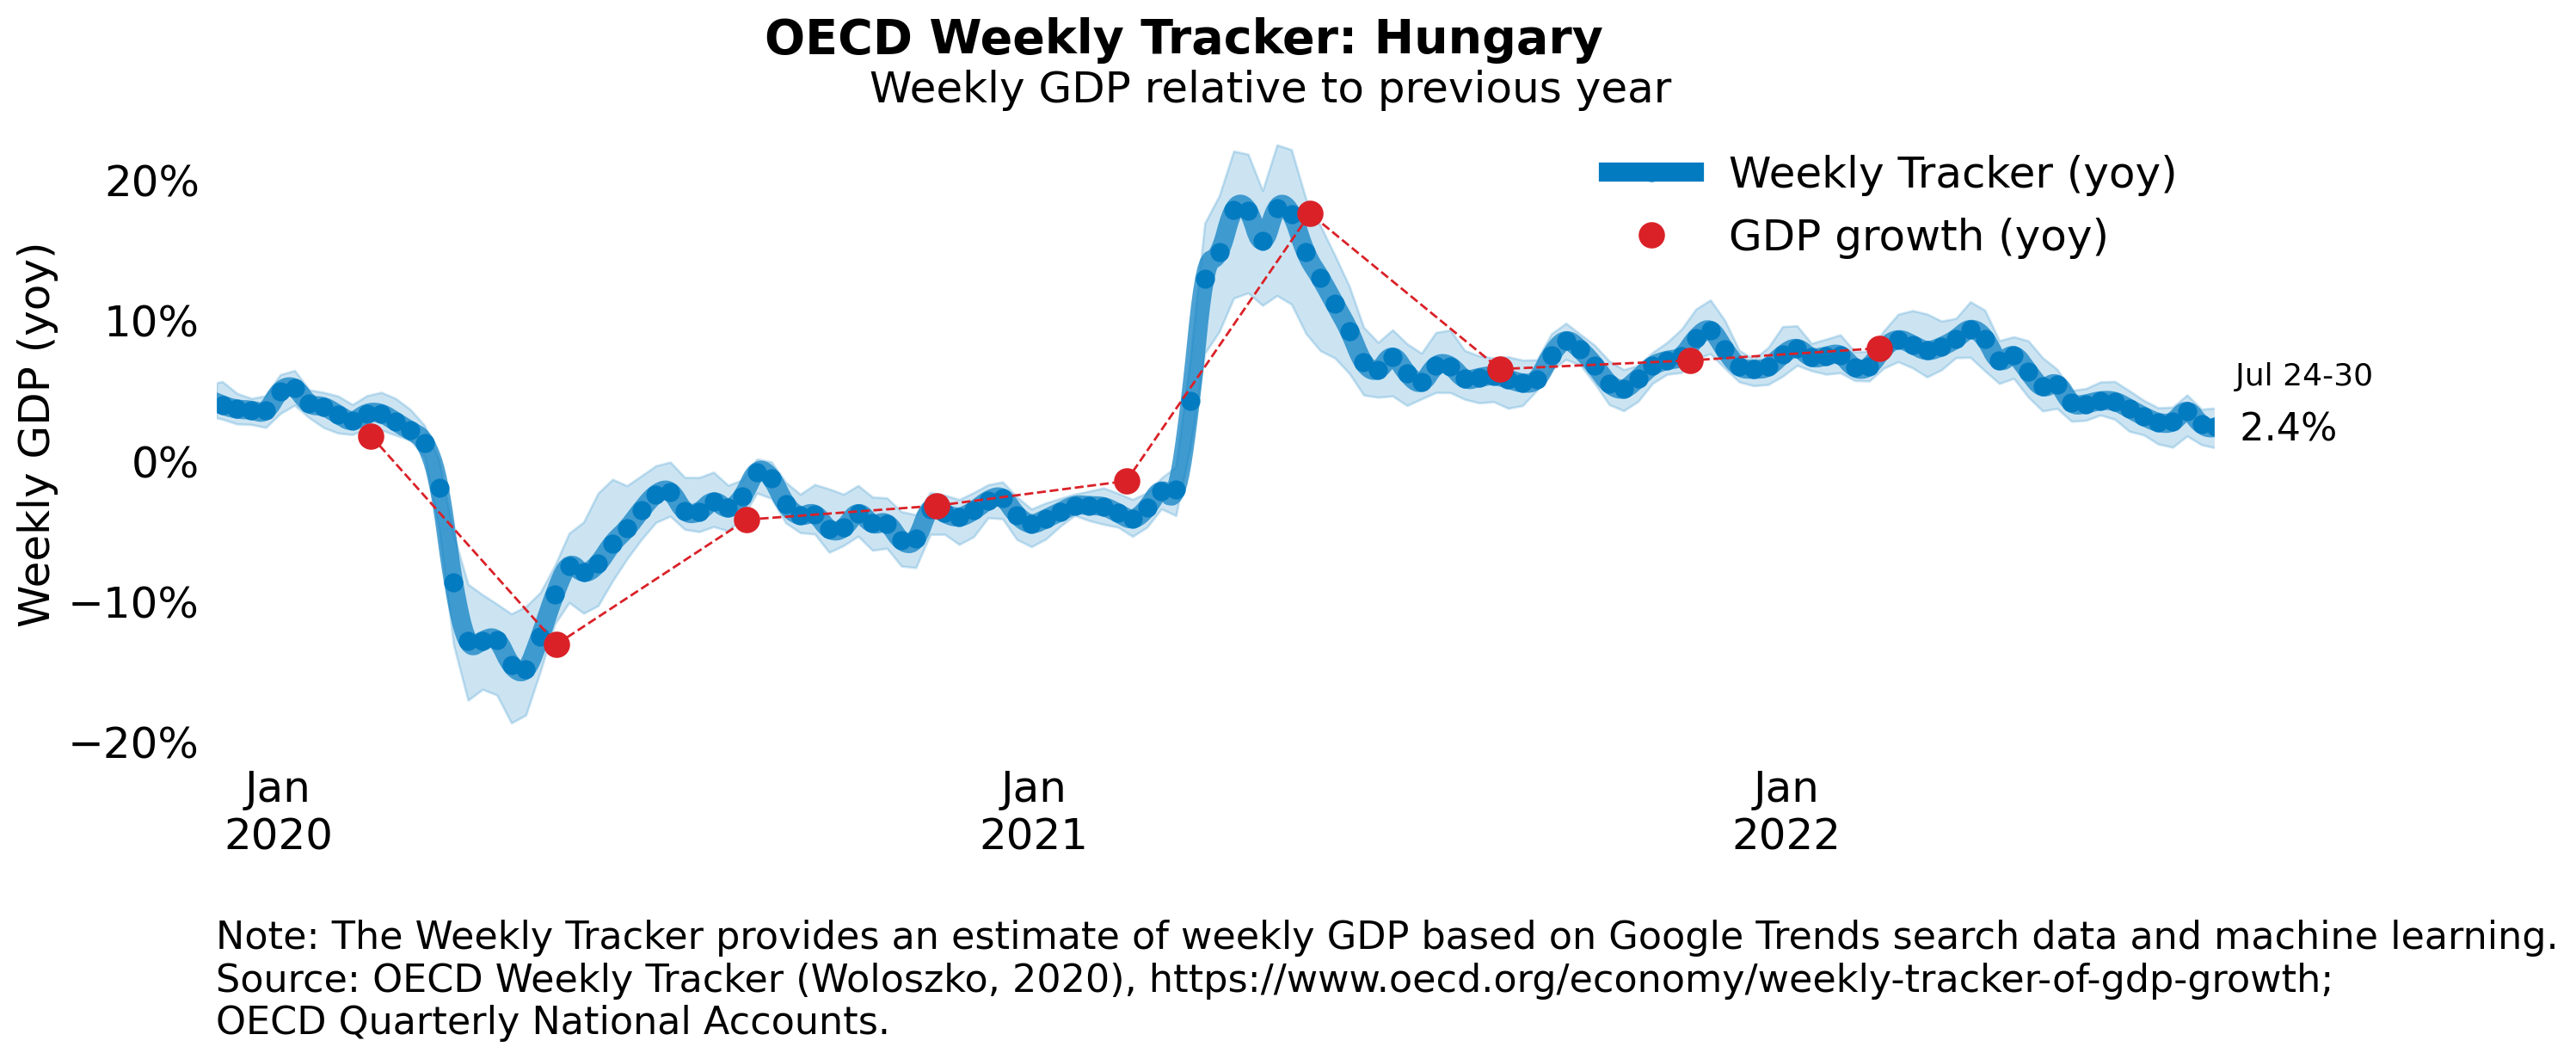 OECD Weekly Tracker: Hungary
Weekly GDP relative to previous year
Weekly GDP (yoy)
20%
10%
0%
−10%
−20%
Weekly Tracker (yoy)
GDP growth (yoy)
Jul 24-30
2.4%
Jan
2020
Jan
2021
Jan
2022
Note: The Weekly Tracker provides an estimate of weekly GDP based on Google Trends search data and machine learning.
Source: OECD Weekly Tracker (Woloszko, 2020), https://www.oecd.org/economy/weekly-tracker-of-gdp-growth;
OECD Quarterly National Accounts.